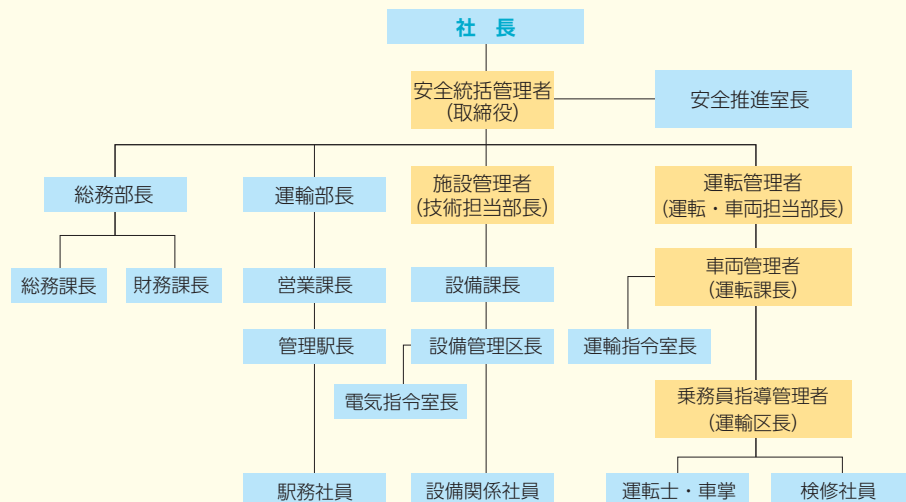 社 長
安全統括管理者
(取締役)
安全推進室長
総務部長
運輸部長
施設管理者
(技術担当部長)
運転管理者
(運転・車両担当部長)
総務課長
財務課長
営業課長
設備課長
車両管理者
(運転課長)
管理駅長
設備管理区長
運輸指令室長
電気指令室長
乗務員指導管理者
(運輸区長)
駅務社員
設備関係社員
運転士・車掌
検修社員